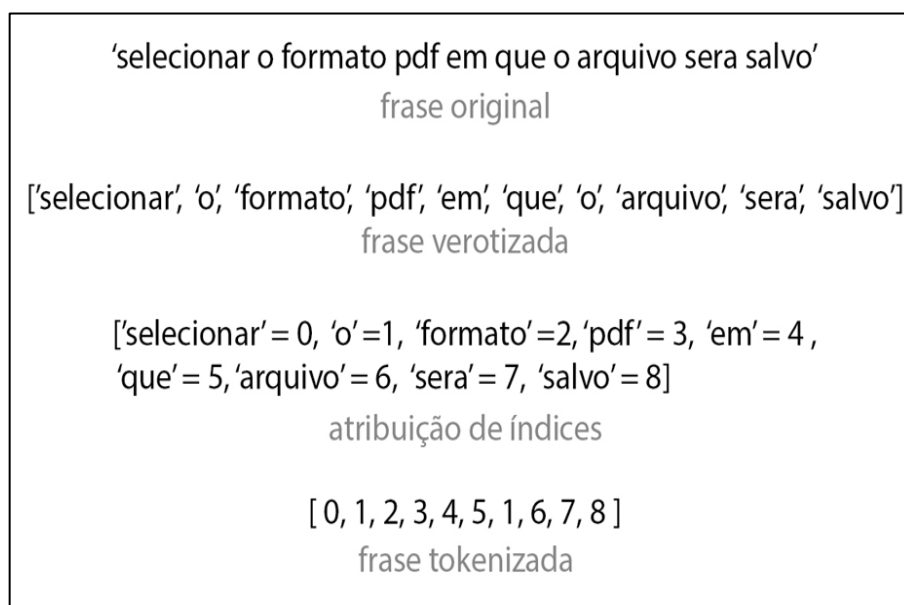 ‘selecionar o formato pdf em que o arquivo sera salvo’
frase original
[‘selecionar’, ‘o’, ‘formato’, ‘pdf’, ‘em’, ‘que’, ‘o’, ‘arquivo’, ‘sera’, ‘salvo’]
frase verotizada
[‘selecionar’ = 0, ‘o’ =1, ‘formato’ =2, ‘pdf’ = 3, ‘em’ = 4 ,
‘que’ = 5, ‘arquivo’ = 6, ‘sera’ = 7, ‘salvo’ = 8]
atribuição de índices
[ 0, 1, 2, 3, 4, 5, 1, 6, 7, 8 ]
frase tokenizada